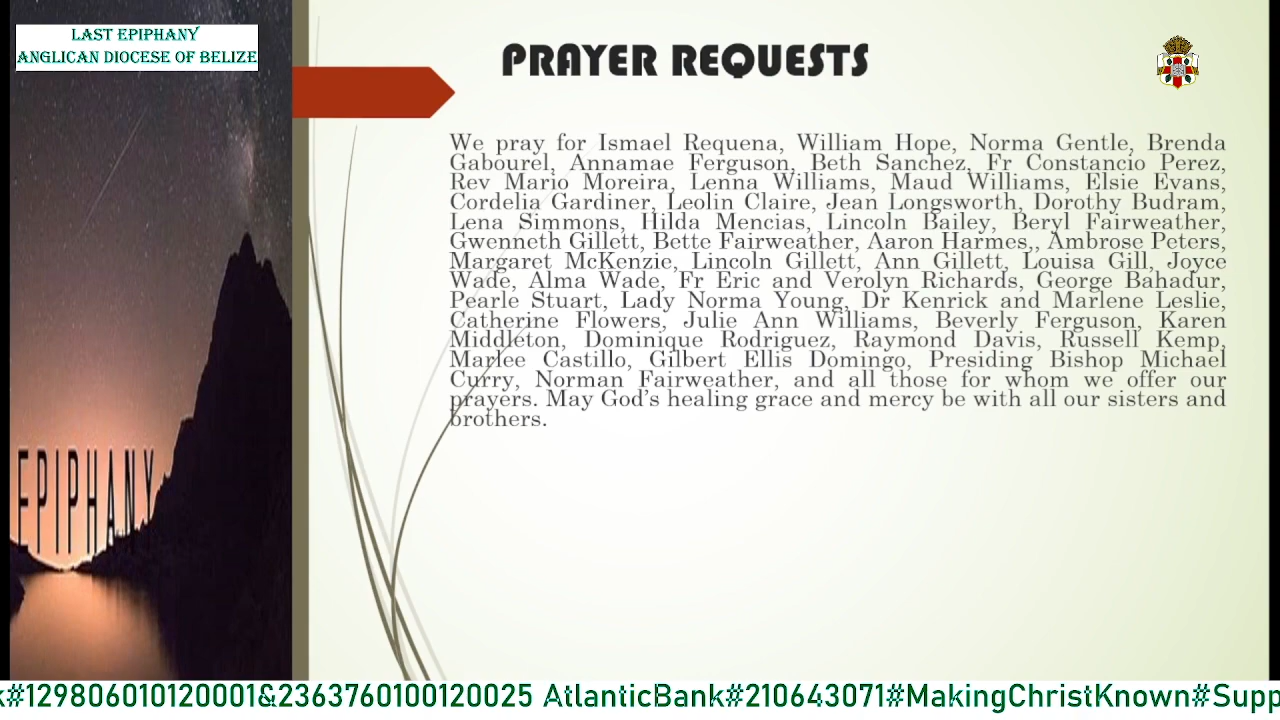 LAST EPIPHANY
ANGLICAN DIOCESE OF BELIZE
PRAYER REQUESTS
We pray for Ismael Requena, William Hope, Norma Gentle, Brenda
Gabourel, Annamae Ferguson, Beth Sanchez, Fr Constancio Perez,
Rev Mario Moreira, Lenna Williams, Maud Williams, Elsie Evans,
Cordelia Gardiner, Leolin Claire, Jean Longsworth, Dorothy Budram,
Lena Simmons, Hilda Mencias, Lincoln Bailey, Beryl Fairweather,
Gwenneth Gillett, Bette Fairweather, Aaron Harmes,, Ambrose Peters,
Margaret McKenzie, Lincoln Gillett, Ann Gillett, Louisa Gill, Joyce
Wade, Alma Wade, Fr Eric and Verolyn Richards, George Bahadur,
Pearle Stuart, Lady Norma Young, Dr Kenrick and Marlene Leslie,
Catherine Flowers, Julie Ann Williams, Beverly Ferguson, Karen
Middleton, Dominique Rodriguez, Raymond Davis, Russell Kemp,
Marlee Castillo, Gilbert Ellis Domingo, Presiding Bishop Michael
Curry, Norman Fairweather, and all those for whom we offer our
prayers. May God's healing grace and mercy be with all our sisters and
brothers.
EPIPHANY
k#129806010120001&2363760100120025 AtlanticBank#210643071#MakingChristKnown#Supp